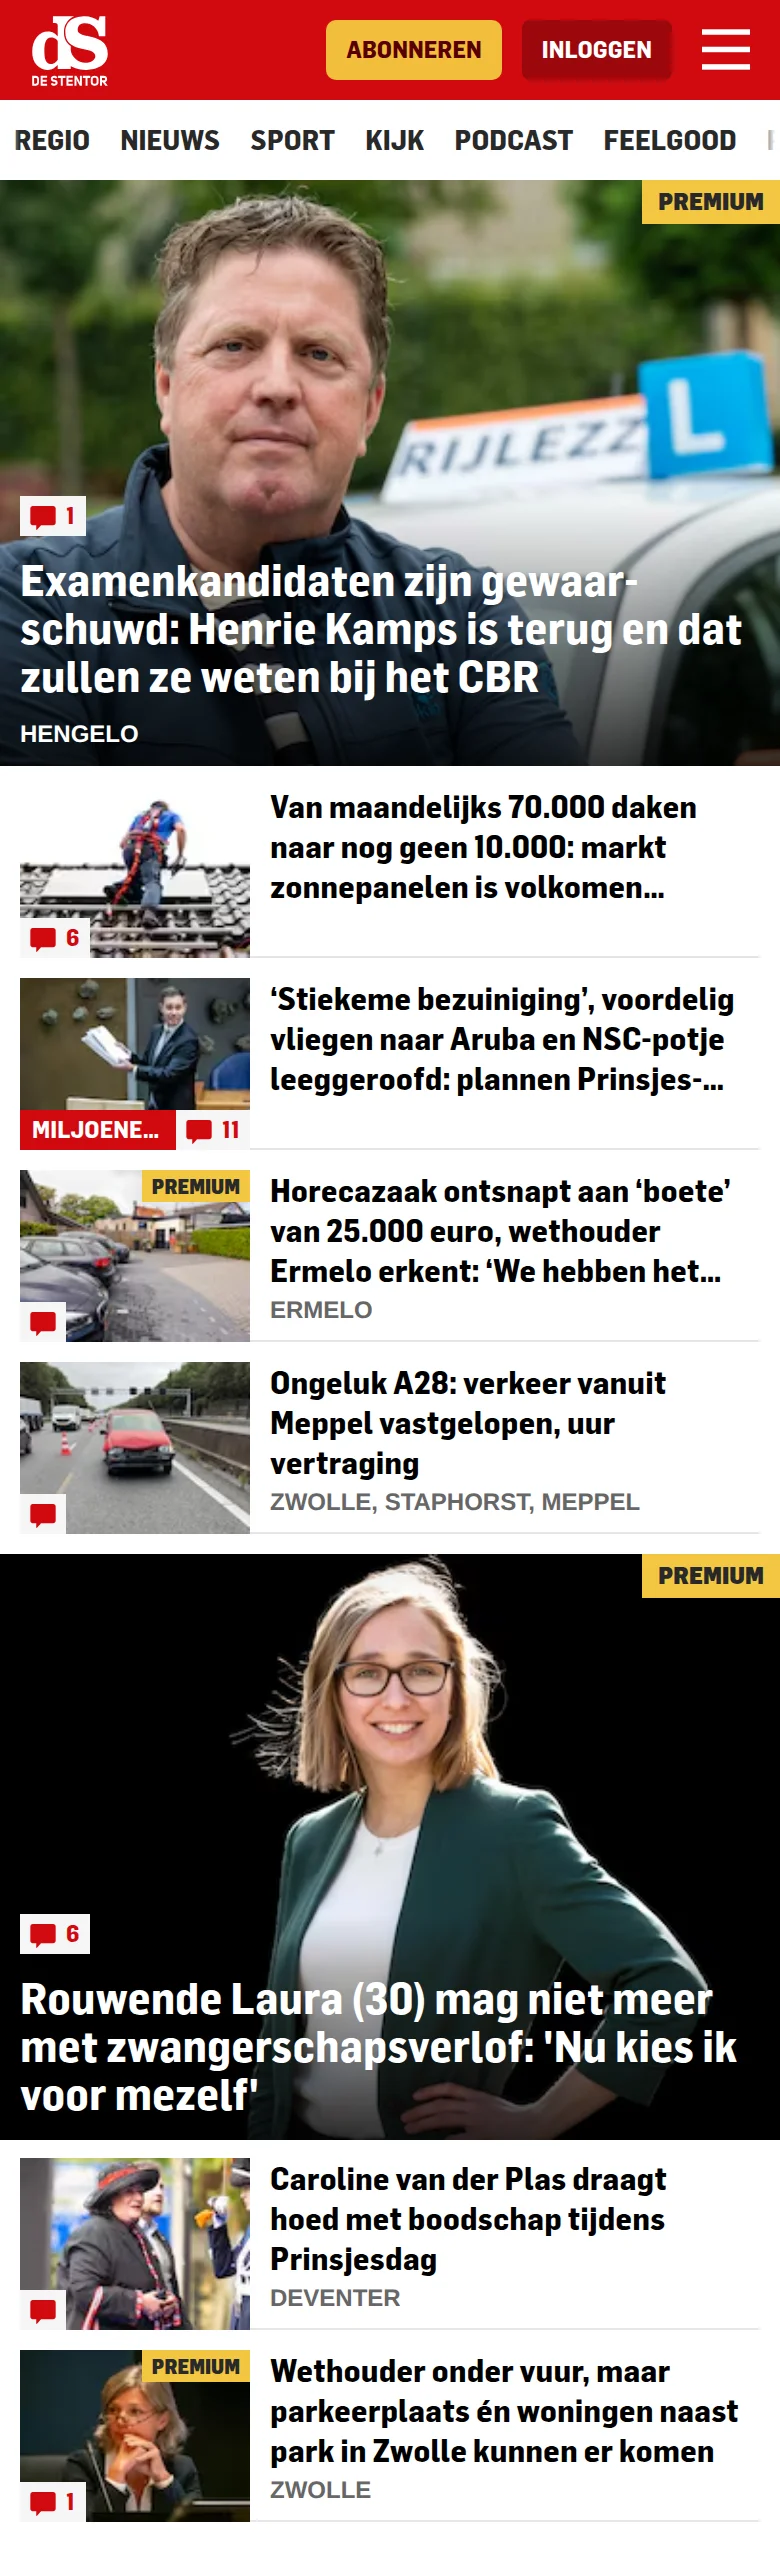 dS
DE STENTOR
ABONNEREN
INLOGGEN
REGIO NIEUWS SPORT KIJK PODCAST FEELGOOD
PREMIUM
RIJLEZZ
L
1
Examenkandidaten zijn gewaar-
schuwd: Henrie Kamps is terug en dat
zullen ze weten bij het CBR
HENGELO
Van maandelijks 70.000 daken
naar nog geen 10.000: markt
zonnepanelen is volkomen...
6
‘Stiekeme bezuiniging’, voordelig
vliegen naar Aruba en NSC-potje
leeggeroofd: plannen Prinsjes-...
MILJOENE...
11
PREMIUM
Horecazaak ontsnapt aan ‘boete’
van 25.000 euro, wethouder
Ermelo erkent: ‘We hebben het...
ERMELO
Ongeluk A28: verkeer vanuit
Meppel vastgelopen, uur
vertraging
ZWOLLE, STAPHORST, MEPPEL
PREMIUM
6
Rouwende Laura (30) mag niet meer
met zwangerschapsverlof: 'Nu kies ik
voor mezelf'
Caroline van der Plas draagt
hoed met boodschap tijdens
Prinsjesdag
DEVENTER
PREMIUM
Wethouder onder vuur, maar
parkeerplaats én woningen naast
park in Zwolle kunnen er komen
ZWOLLE
1